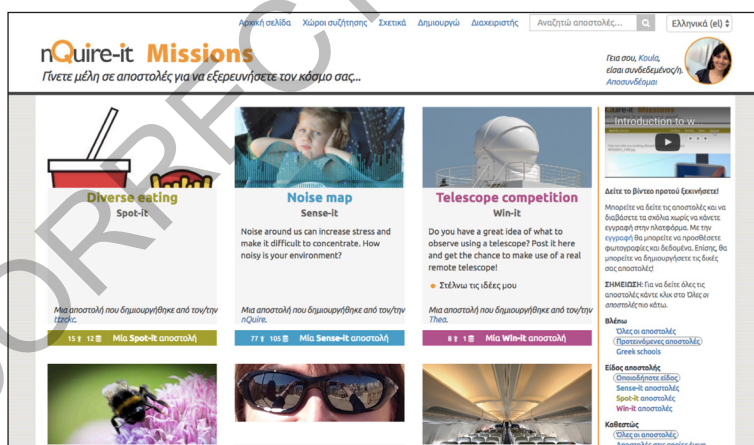 Αρχική σελίδα Χώροι συζήτησης Σχετικά Δημιουργώ Διαχειριστής Αναζητώ αποστολές... Ελληνικά (el)
nQuire-it Missions
Γίνετε μέλη σε αποστολές για να εξερευνήσετε τον κόσμο σας...
Γεια σου, Koula,
είσαι συνδεδεμένος/η.
Αποσυνδέομαι
Diverse eating
Spot-it
Μια αποστολή που δημιουργήθηκε από τον/την
ttzckc.
15 12 Μία Spot-it αποστολή
Noise map
Sense-it
Noise around us can increase stress and
make it difficult to concentrate. How
noisy is your environment?
Μια αποστολή που δημιουργήθηκε από τον/την
nQuire.
77 105 Μία Sense-it αποστολή
Telescope competition
Win-it
Do you have a great idea of what to
observe using a telescope? Post it here
and get the chance to make use of a real
remote telescope!
Στέλνω τις ιδέες μου
Μια αποστολή που δημιουργήθηκε από τον/την
Thea.
8 1 Μία Win-it αποστολή
Introduction to w...
Δείτε το βίντεο προτού ξεκινήσετε!
Μπορείτε να δείτε τις αποστολές και να
διαβάσετε τα σχόλια χωρίς να κάνετε
εγγραφή στην πλατφόρμα. Με την
εγγραφή θα μπορείτε να προσθέσετε
φωτογραφίες και δεδομένα. Επίσης, θα
μπορείτε να δημιουργήσετε τις δικές
σας αποστολές!
ΣΗΜΕΙΩΣΗ: Για να δείτε όλες τις
αποστολές κάντε κλικ στο Όλες οι
αποστολές πιο κάτω.
Βλέπω
Όλες οι αποστολές
Προτεινόμενες αποστολές
Greek schools
Είδος αποστολής
Οποιοδήποτε είδος
Sense-it αποστολές
Spot-it αποστολές
Win-it αποστολές
Καθεστώς
Όλες οι αποστολές